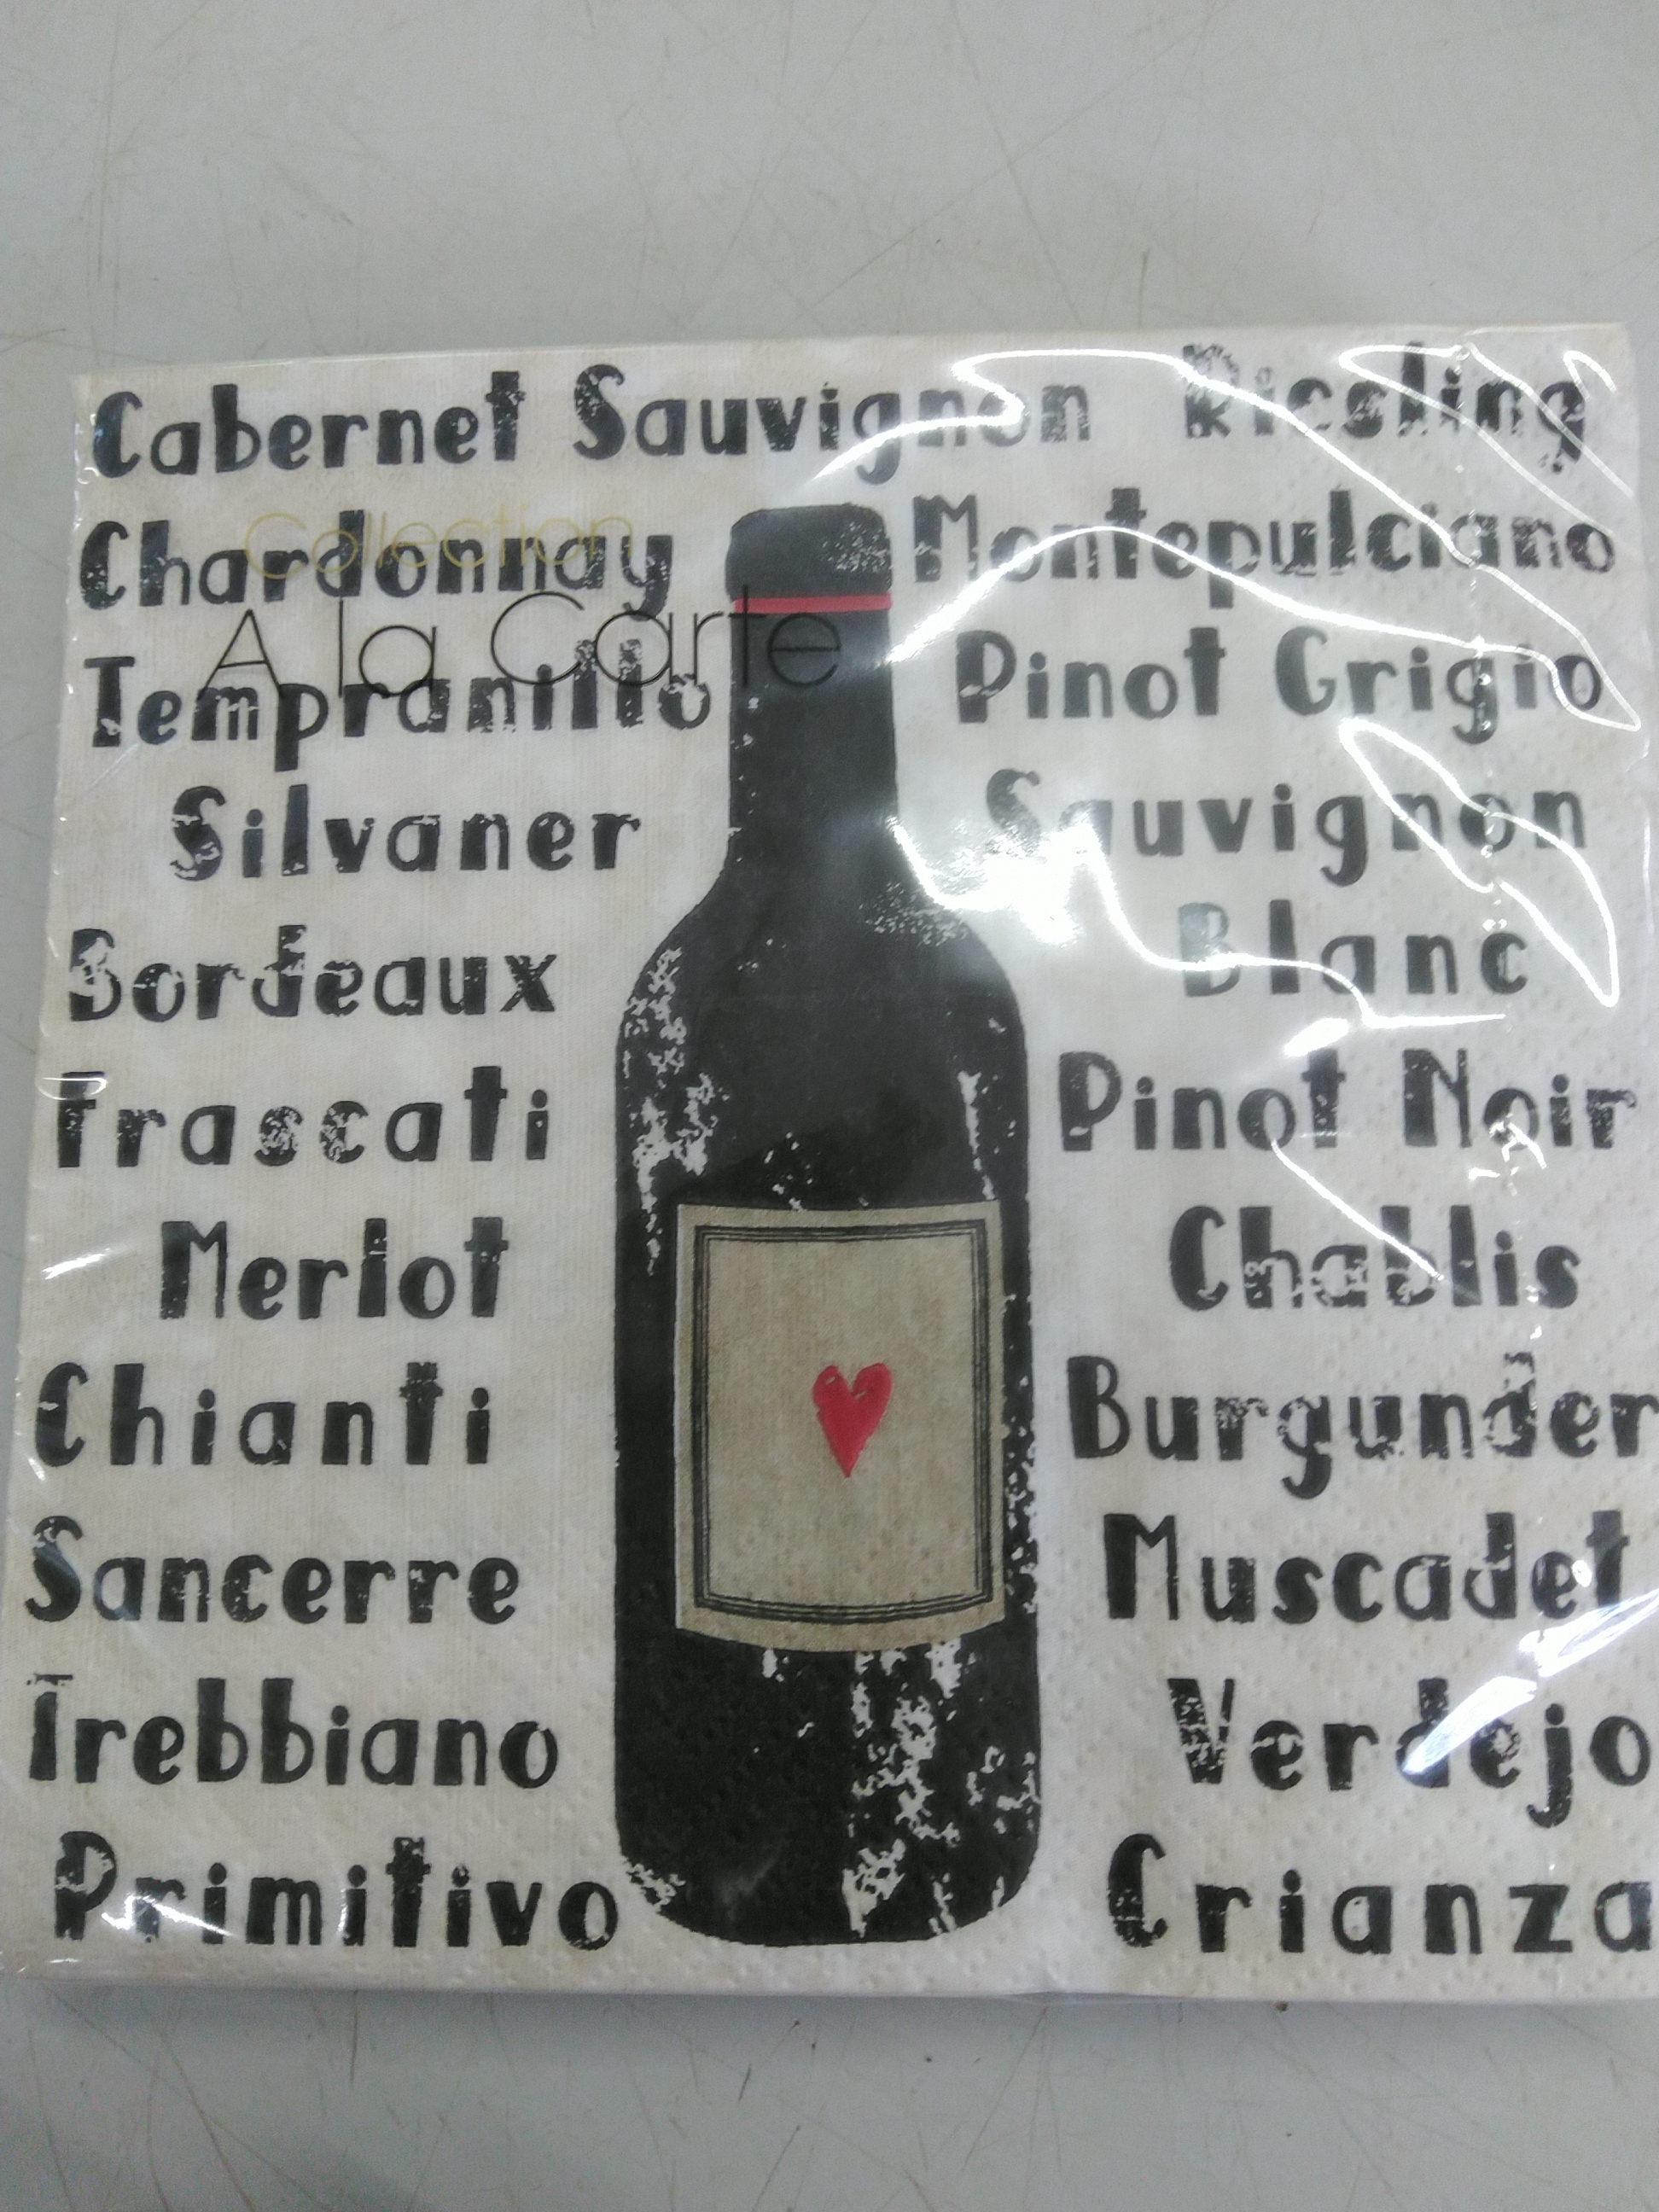 Cabernet Sauvignon Riesling
Chardonnay
Collection
A la Carte
Tempranillo
Silvaner
Bordeaux
Frascati
Merlot
Chianti
Sancerre
Trebbiano
Primitivo
Montepulciano
Pinot Grigio
Sauvignon
Blanc
Pinot Noir
Chablis
Burgunder
Muscadet
Verdejo
Crianza